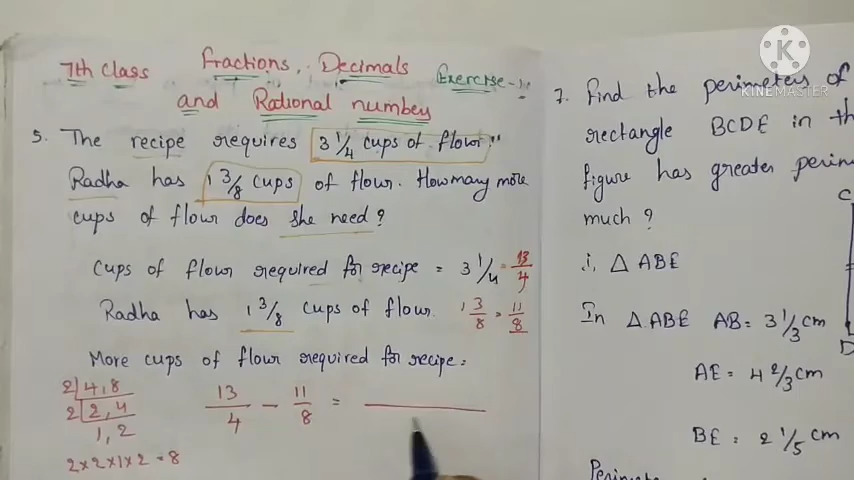 7th Class Fractions, Decimals Exercise-1
and Rational number
5. The recipe requires 3 1/4 cups of flour.
Radha has 1 3/8 cups of flour. How many more
cups of flour does she need?
Cups of flour required for recipe = 3 1/4 = 13/4
Radha has 1 3/8 cups of flour. 1 3/8 = 11/8
More cups of flour required for recipe =
2 | 4, 8
2 | 2, 4
1, 2
2 × 2 × 1 × 2 = 8
13/4 - 11/8 =
7. Find the perimeters of
rectangle BCDE in th
figure has greater perim
much?
i, △ ABE
In △ ABE AB = 3 1/3 cm
AE = 4 2/3 cm
BE = 2 1/5 cm
C
D
KINEMASTER